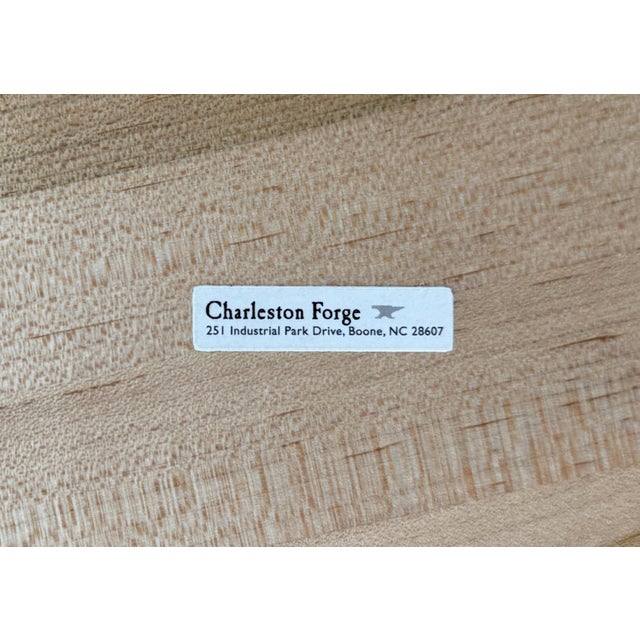 Charleston Forge
251 Industrial Park Drive, Boone, NC 28607